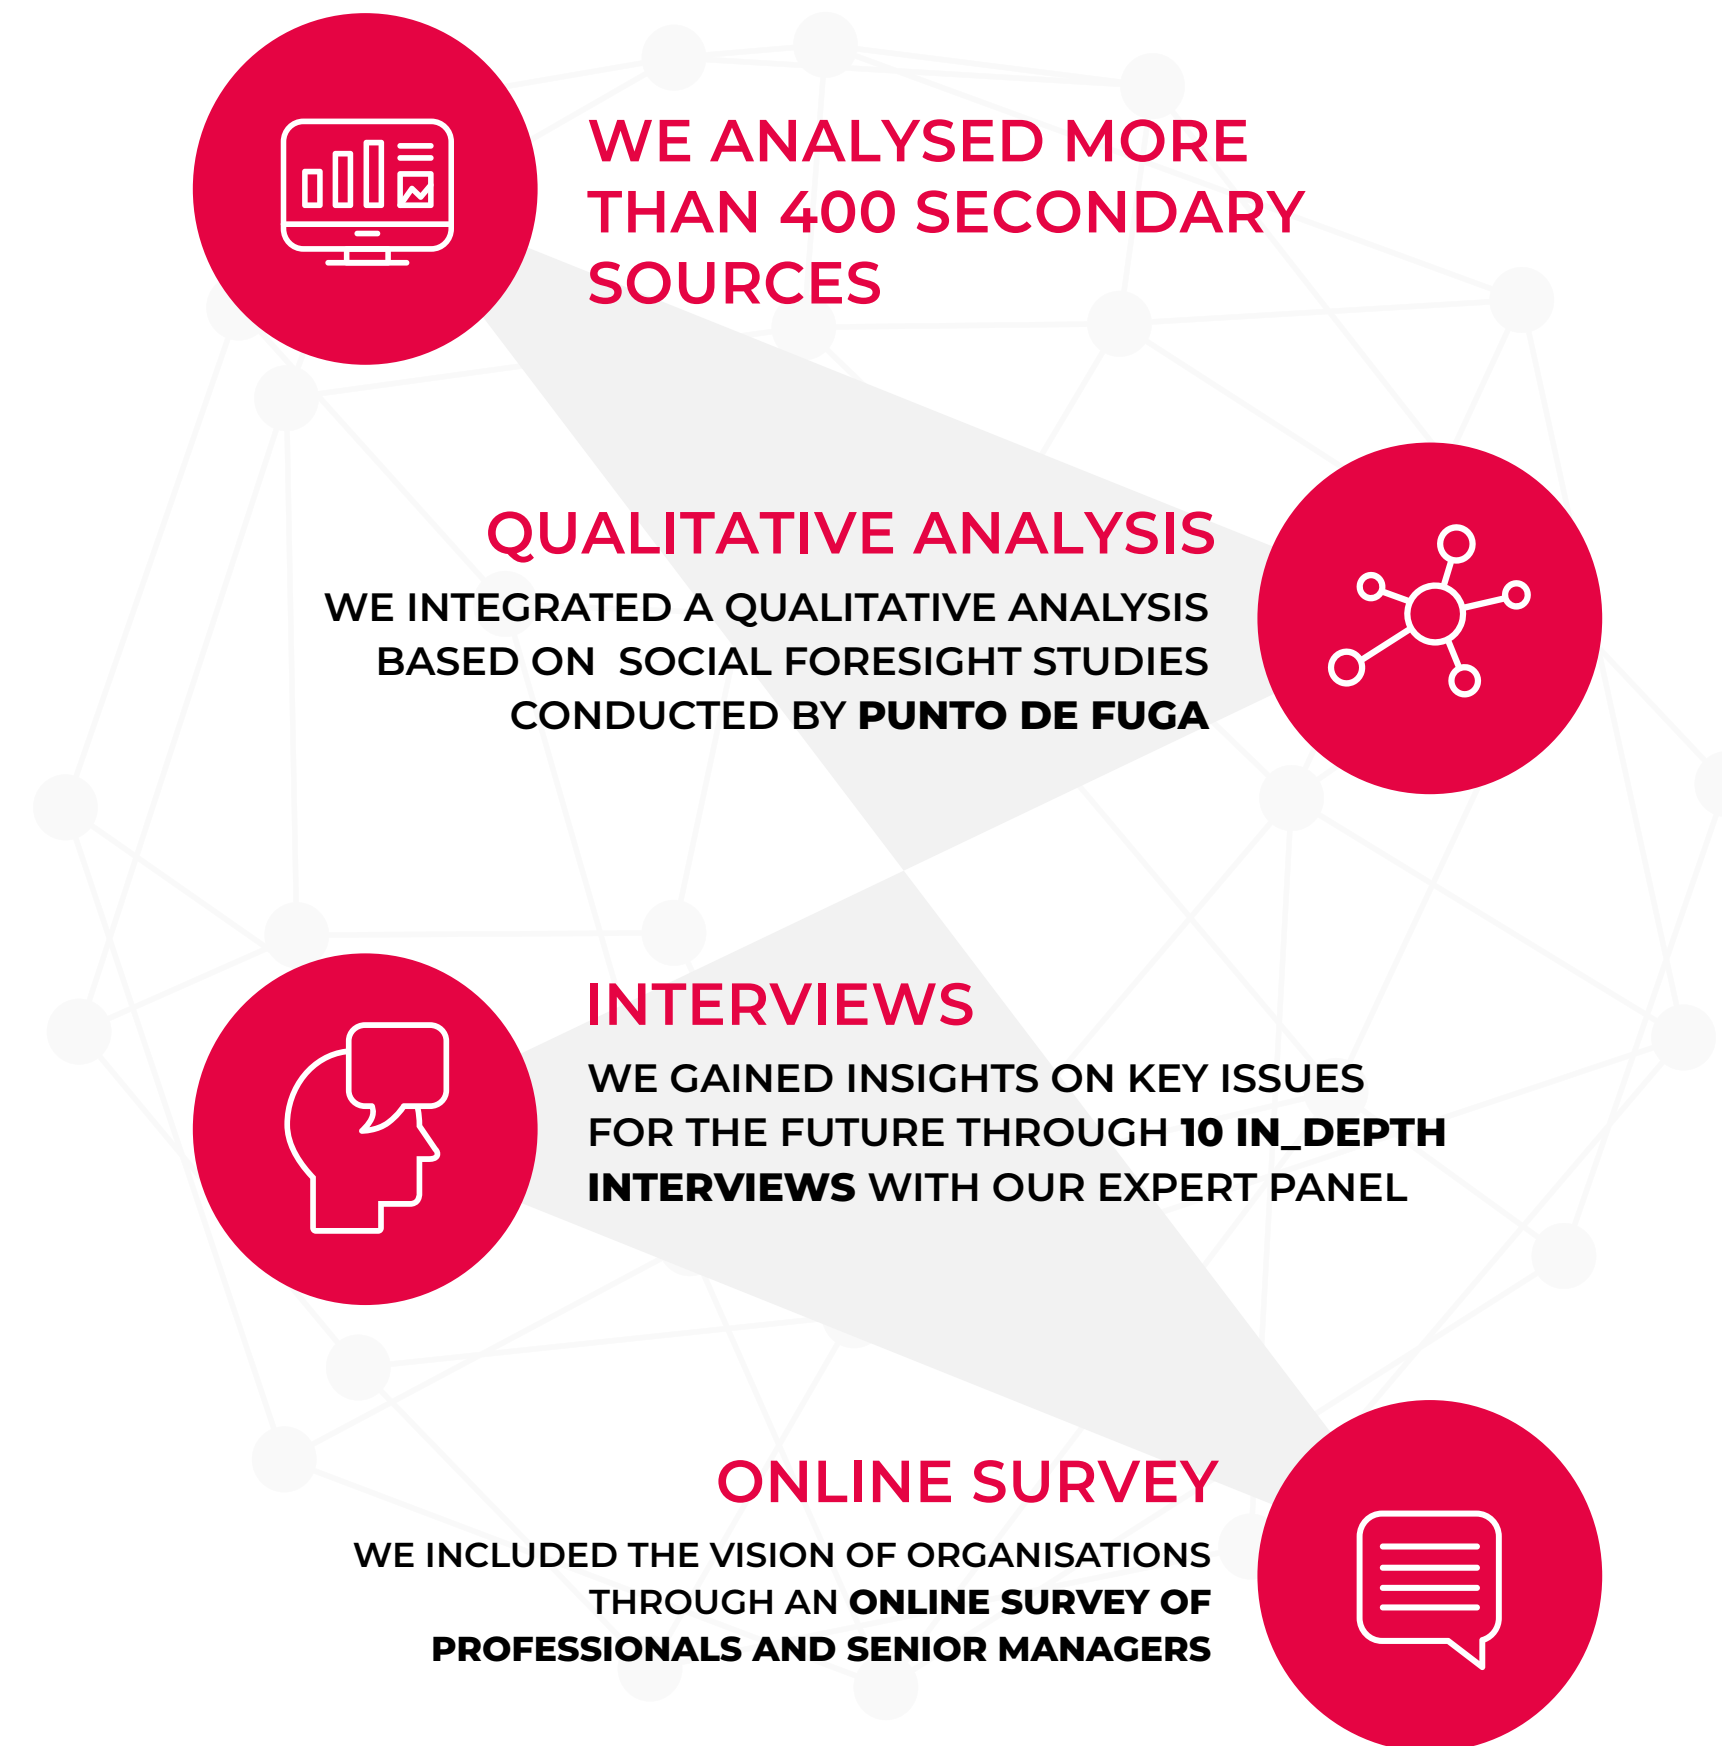 WE ANALYSED MORE
THAN 400 SECONDARY
SOURCES
QUALITATIVE ANALYSIS
WE INTEGRATED A QUALITATIVE ANALYSIS
BASED ON  SOCIAL FORESIGHT STUDIES
CONDUCTED BY PUNTO DE FUGA
INTERVIEWS
WE GAINED INSIGHTS ON KEY ISSUES
FOR THE FUTURE THROUGH 10 IN_DEPTH
INTERVIEWS WITH OUR EXPERT PANEL
ONLINE SURVEY
WE INCLUDED THE VISION OF ORGANISATIONS
THROUGH AN ONLINE SURVEY OF
PROFESSIONALS AND SENIOR MANAGERS